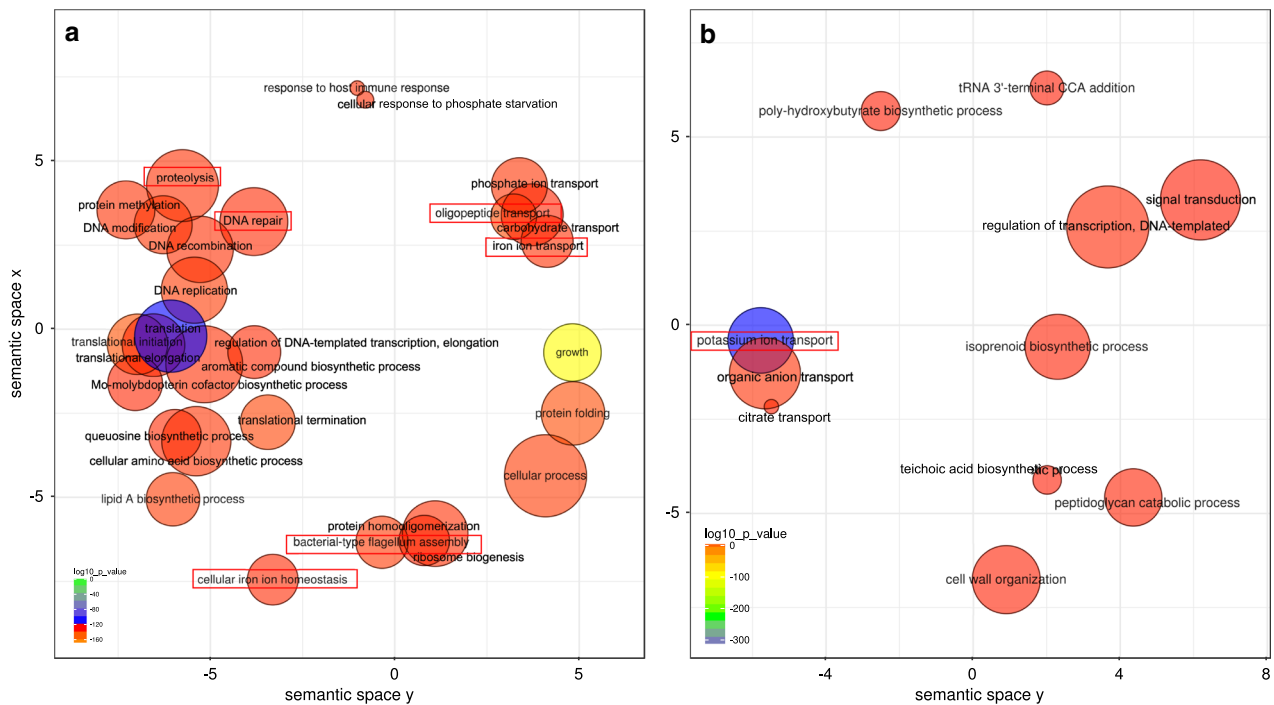 a
response to host immune response
cellular response to phosphate starvation
5
proteolysis
protein methylation
DNA repair
DNA modification
DNA recombination
DNA replication
phosphate ion transport
oligopeptide transport
carbohydrate transport
iron ion transport
semantic space x
0
translation
translational initiation
regulation of DNA-templated transcription, elongation
translational elongation
aromatic compound biosynthetic process
Mo-molybdopterin cofactor biosynthetic process
growth
protein folding
translational termination
queuosine biosynthetic process
cellular amino acid biosynthetic process
cellular process
-5
lipid A biosynthetic process
protein homooligomerization
bacterial-type flagellum assembly
ribosome biogenesis
cellular iron ion homeostasis
log10_p_value
0
-40
-80
-120
-160
-5
0
5
semantic space y
b
tRNA 3'-terminal CCA addition
poly-hydroxybutyrate biosynthetic process
5
signal transduction
regulation of transcription, DNA-templated
0
potassium ion transport
isoprenoid biosynthetic process
organic anion transport
citrate transport
teichoic acid biosynthetic process
peptidoglycan catabolic process
-5
cell wall organization
log10_p_value
0
-100
-200
-300
-4
0
4
8
semantic space y